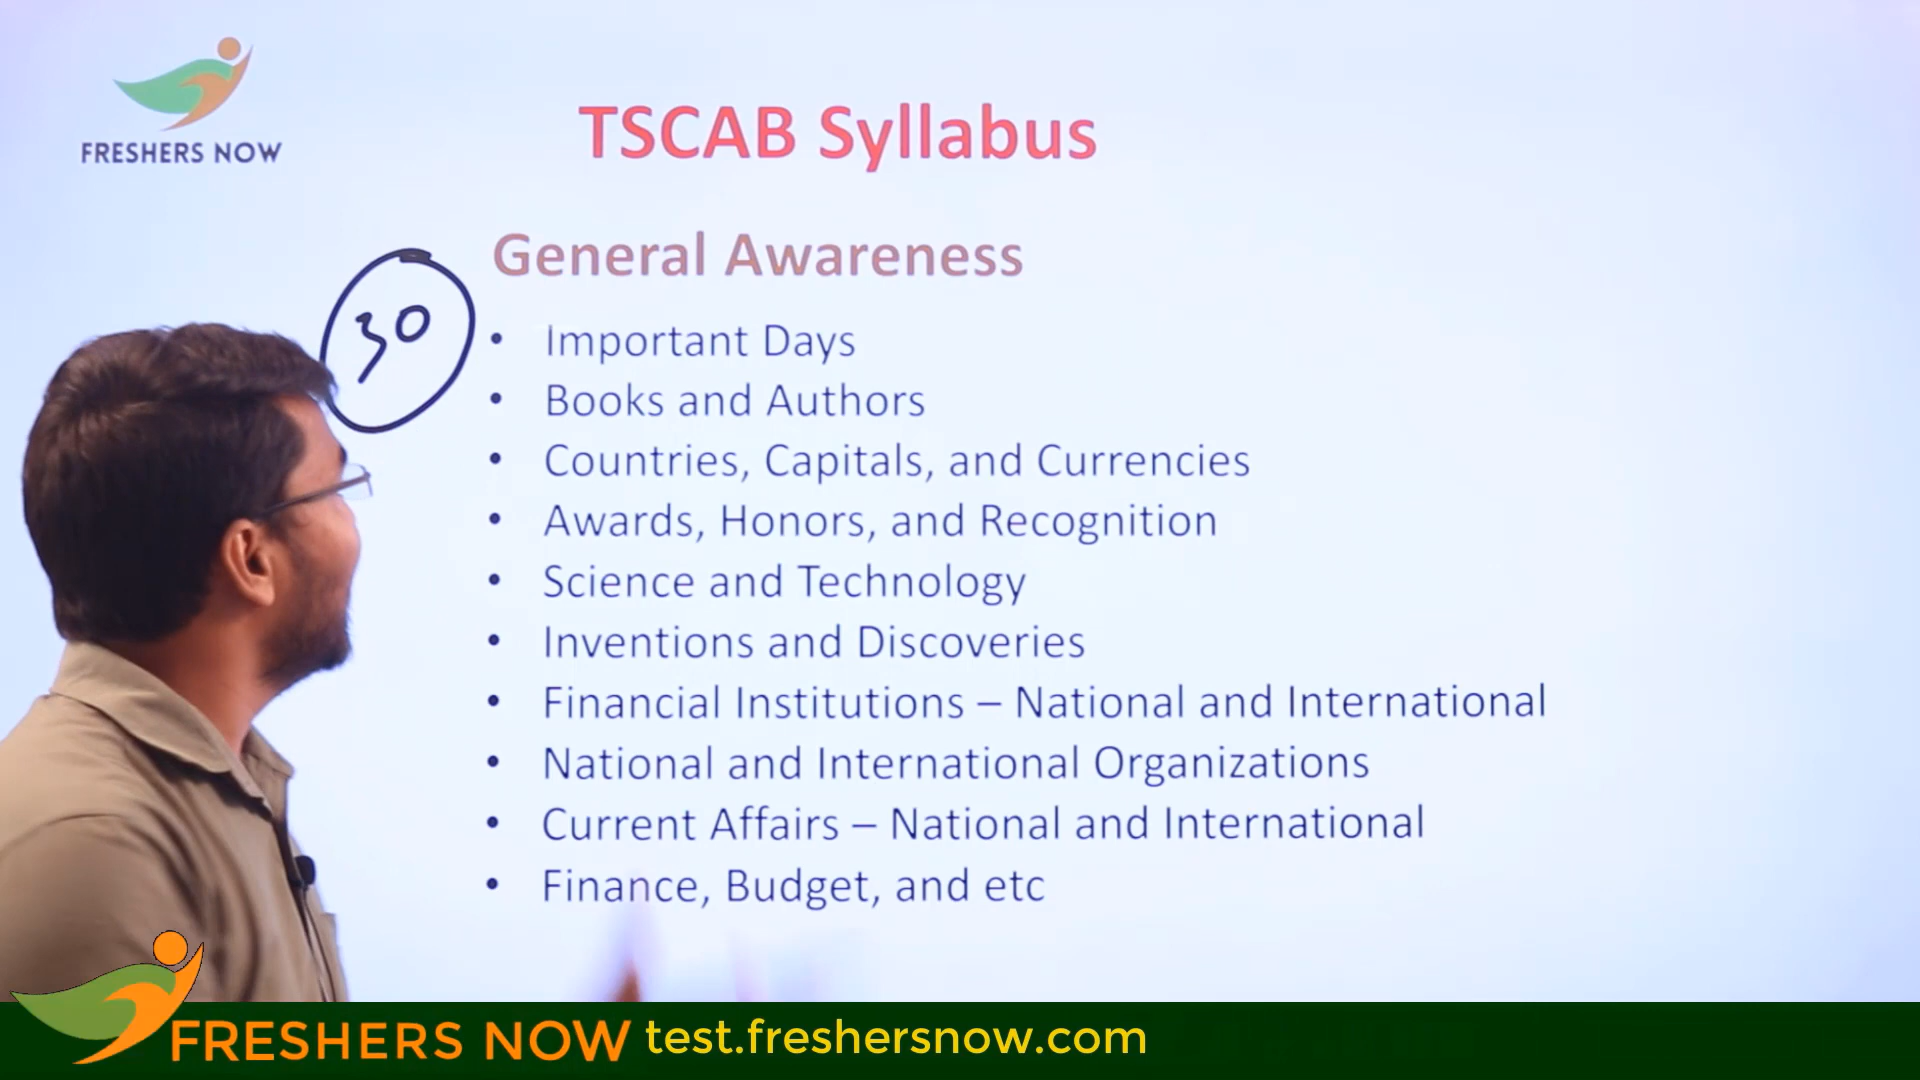 FRESHERS NOW
TSCAB Syllabus
General Awareness
30
• Important Days
• Books and Authors
• Countries, Capitals, and Currencies
• Awards, Honors, and Recognition
• Science and Technology
• Inventions and Discoveries
• Financial Institutions – National and International
• National and International Organizations
• Current Affairs – National and International
• Finance, Budget, and etc
FRESHERS NOW test.freshersnow.com